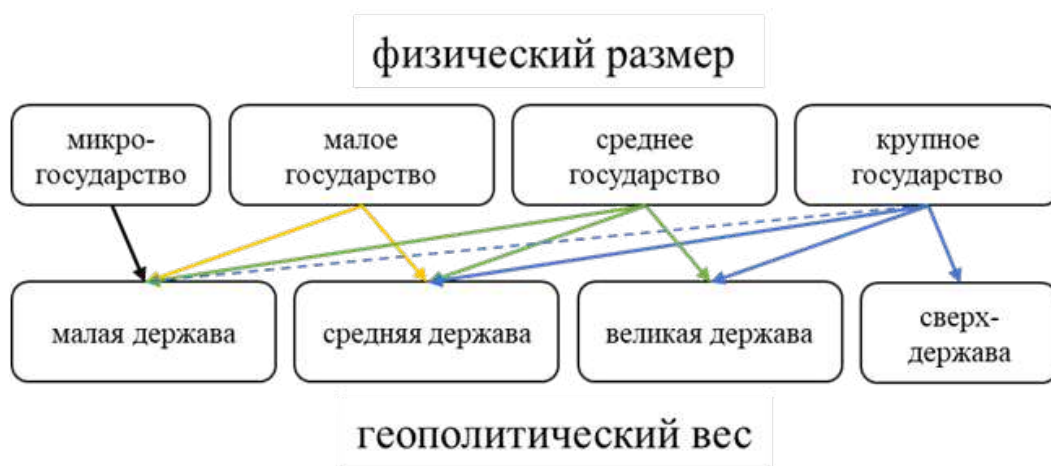 физический размер
микро-
государство
малое
государство
среднее
государство
крупное
государство
малая держава
средняя держава
великая держава
сверх-
держава
геополитический вес